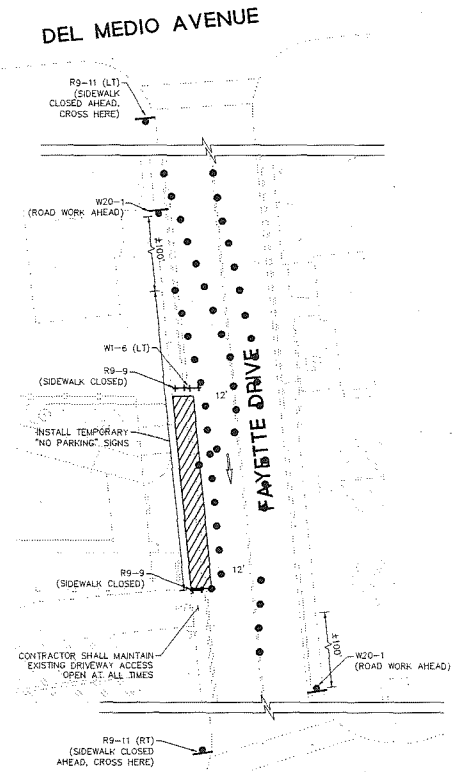 DEL MEDIO AVENUE
R9-11 (LT)
(SIDEWALK
CLOSED AHEAD,
CROSS HERE)
W20-1
(ROAD WORK AHEAD)
±100'
W1-6 (LT)
R9-9
(SIDEWALK CLOSED)
12'
FAYETTE DRIVE
INSTALL TEMPORARY
"NO PARKING" SIGNS
R9-9
(SIDEWALK CLOSED)
12'
CONTRACTOR SHALL MAINTAIN
EXISTING DRIVEWAY ACCESS
OPEN AT ALL TIMES
±100'
W20-1
(ROAD WORK AHEAD)
R9-11 (RT)
(SIDEWALK CLOSED
AHEAD, CROSS HERE)